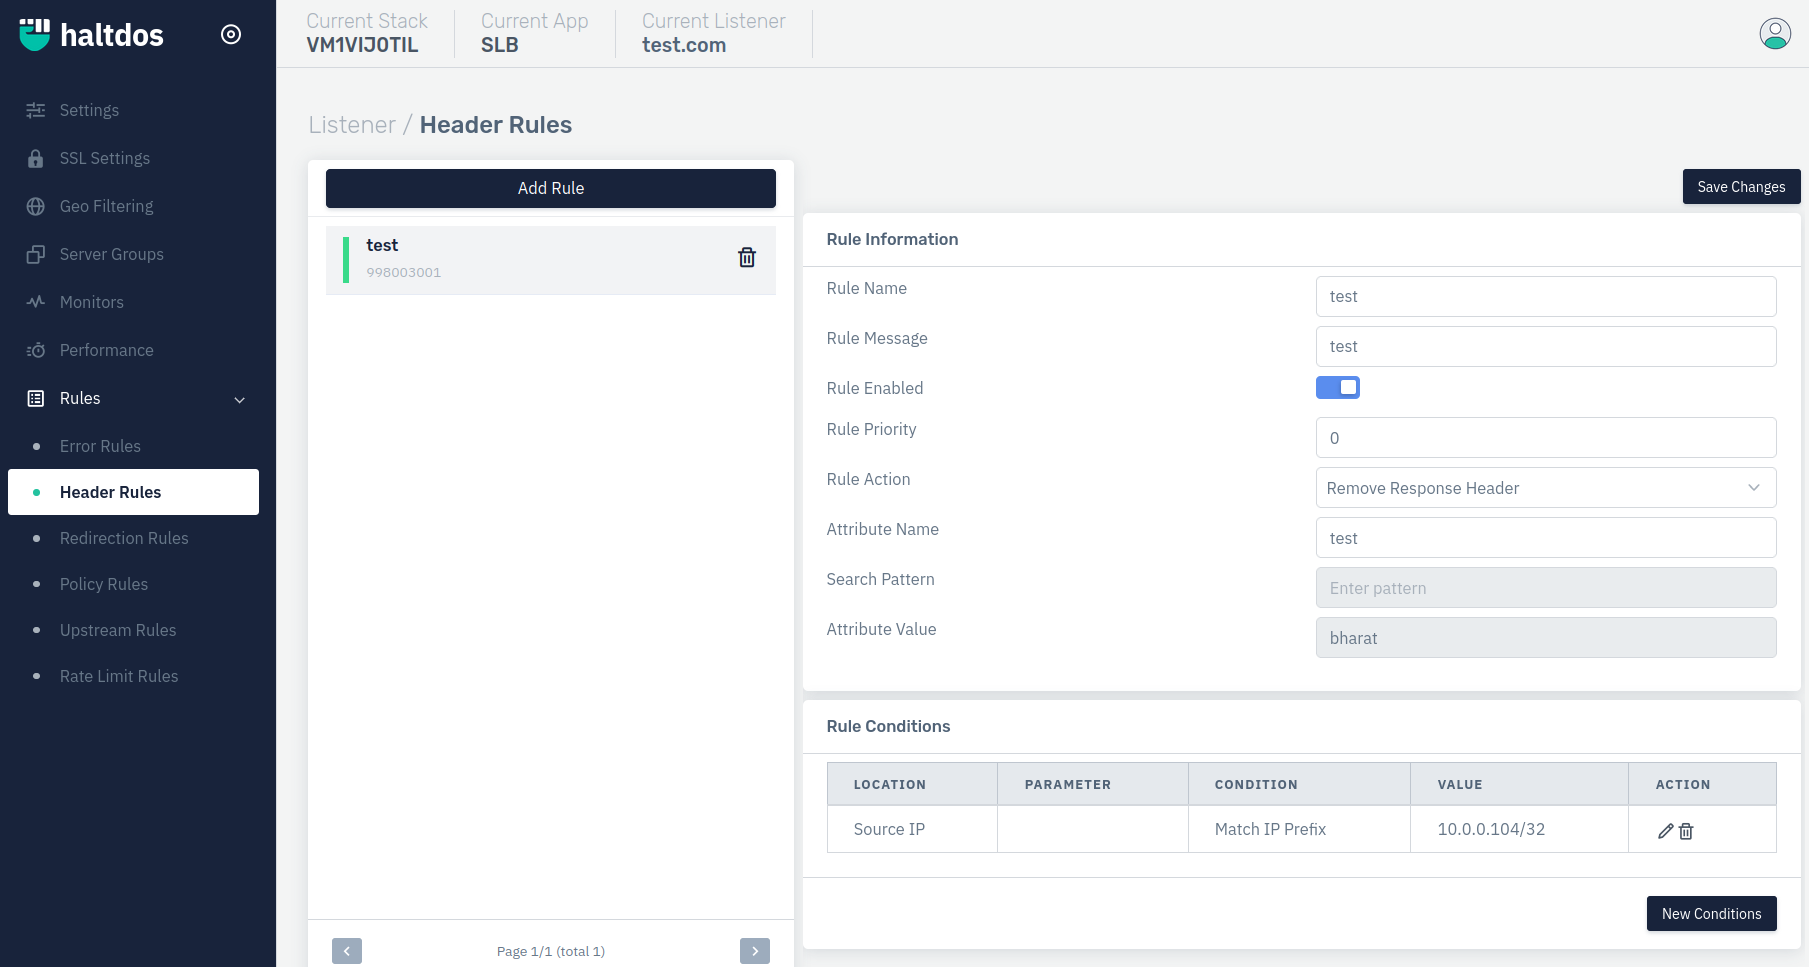 haltdos
Current Stack
VM1VIJ0TIL
Current App
SLB
Current Listener
test.com
Settings
SSL Settings
Geo Filtering
Server Groups
Monitors
Performance
Rules
Error Rules
Header Rules
Redirection Rules
Policy Rules
Upstream Rules
Rate Limit Rules
Listener / Header Rules
Add Rule
test
998003001
Page 1/1 (total 1)
Save Changes
Rule Information
Rule Name
test
Rule Message
test
Rule Enabled
Rule Priority
0
Rule Action
Remove Response Header
Attribute Name
test
Search Pattern
Enter pattern
Attribute Value
bharat
Rule Conditions
LOCATION PARAMETER CONDITION VALUE ACTION
Source IP Match IP Prefix 10.0.0.104/32
New Conditions